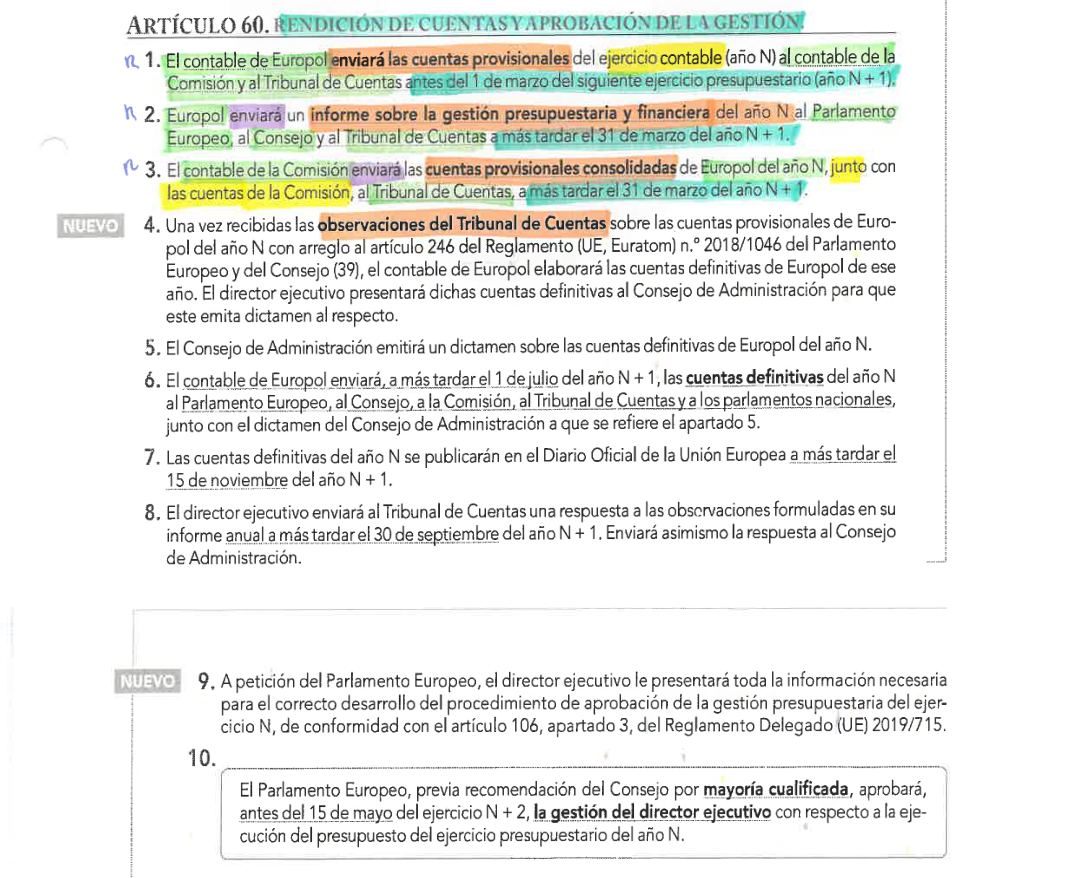 ARTÍCULO 60. RENDICIÓN DE CUENTAS Y APROBACIÓN DE LA GESTIÓN.
n 1. El contable de Europol enviará las cuentas provisionales del ejercicio contable (año N) al contable de la
Comisión y al Tribunal de Cuentas antes del 1 de marzo del siguiente ejercicio presupuestario (año N + 1).
n 2. Europol enviará un informe sobre la gestión presupuestaria y financiera del año N al Parlamento
Europeo, al Consejo y al Tribunal de Cuentas a más tardar el 31 de marzo del año N + 1.
n 3. El contable de la Comisión enviará las cuentas provisionales consolidadas de Europol del año N, junto con
las cuentas de la Comisión, al Tribunal de Cuentas, a más tardar el 31 de marzo del año N + 1.
NUEVO 4. Una vez recibidas las observaciones del Tribunal de Cuentas sobre las cuentas provisionales de Euro-
pol del año N con arreglo al artículo 246 del Reglamento (UE, Euratom) n.º 2018/1046 del Parlamento
Europeo y del Consejo (39), el contable de Europol elaborará las cuentas definitivas de Europol de ese
año. El director ejecutivo presentará dichas cuentas definitivas al Consejo de Administración para que
este emita dictamen al respecto.
5. El Consejo de Administración emitirá un dictamen sobre las cuentas definitivas de Europol del año N.
6. El contable de Europol enviará, a más tardar el 1 de julio del año N + 1, las cuentas definitivas del año N
al Parlamento Europeo, al Consejo, a la Comisión, al Tribunal de Cuentas y a los parlamentos nacionales,
junto con el dictamen del Consejo de Administración a que se refiere el apartado 5.
7. Las cuentas definitivas del año N se publicarán en el Diario Oficial de la Unión Europea a más tardar el
15 de noviembre del año N + 1.
8. El director ejecutivo enviará al Tribunal de Cuentas una respuesta a las observaciones formuladas en su
informe anual a más tardar el 30 de septiembre del año N + 1. Enviará asimismo la respuesta al Consejo
de Administración.
NUEVO 9. A petición del Parlamento Europeo, el director ejecutivo le presentará toda la información necesaria
para el correcto desarrollo del procedimiento de aprobación de la gestión presupuestaria del ejer-
cicio N, de conformidad con el artículo 106, apartado 3, del Reglamento Delegado (UE) 2019/715.
10.
El Parlamento Europeo, previa recomendación del Consejo por mayoría cualificada, aprobará,
antes del 15 de mayo del ejercicio N + 2, la gestión del director ejecutivo con respecto a la eje-
cución del presupuesto del ejercicio presupuestario del año N.